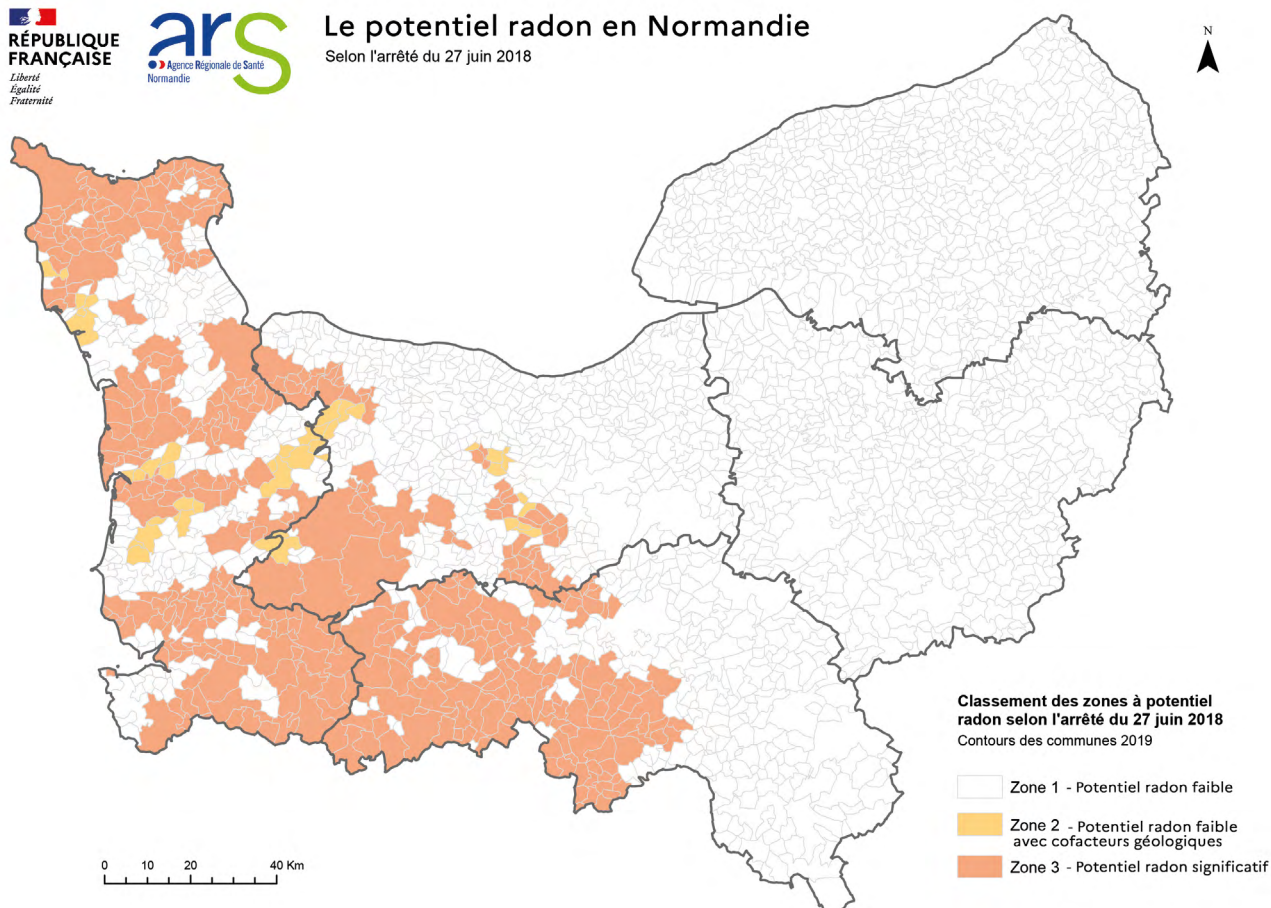 RÉPUBLIQUE
FRANÇAISE
Liberté
Égalité
Fraternité
ars
Agence Régionale de Santé
Normandie
Le potentiel radon en Normandie
Selon l'arrêté du 27 juin 2018
N
Classement des zones à potentiel
radon selon l'arrêté du 27 juin 2018
Contours des communes 2019
Zone 1 - Potentiel radon faible
Zone 2 - Potentiel radon faible
avec cofacteurs géologiques
Zone 3 - Potentiel radon significatif
0 10 20 40 Km